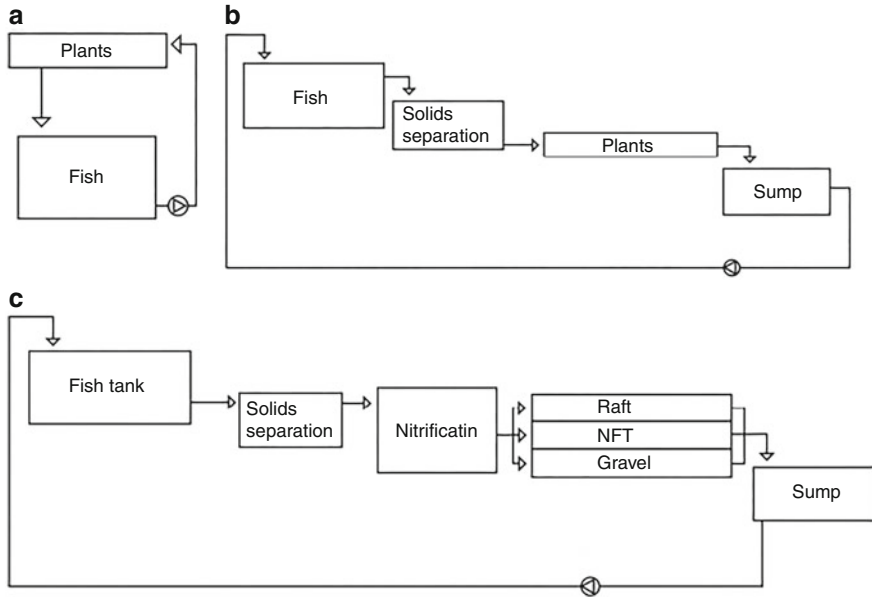 a
Plants
Fish
b
Fish
Solids
separation
Plants
Sump
c
Fish tank
Solids
separation
Nitrificatin
Raft
NFT
Gravel
Sump